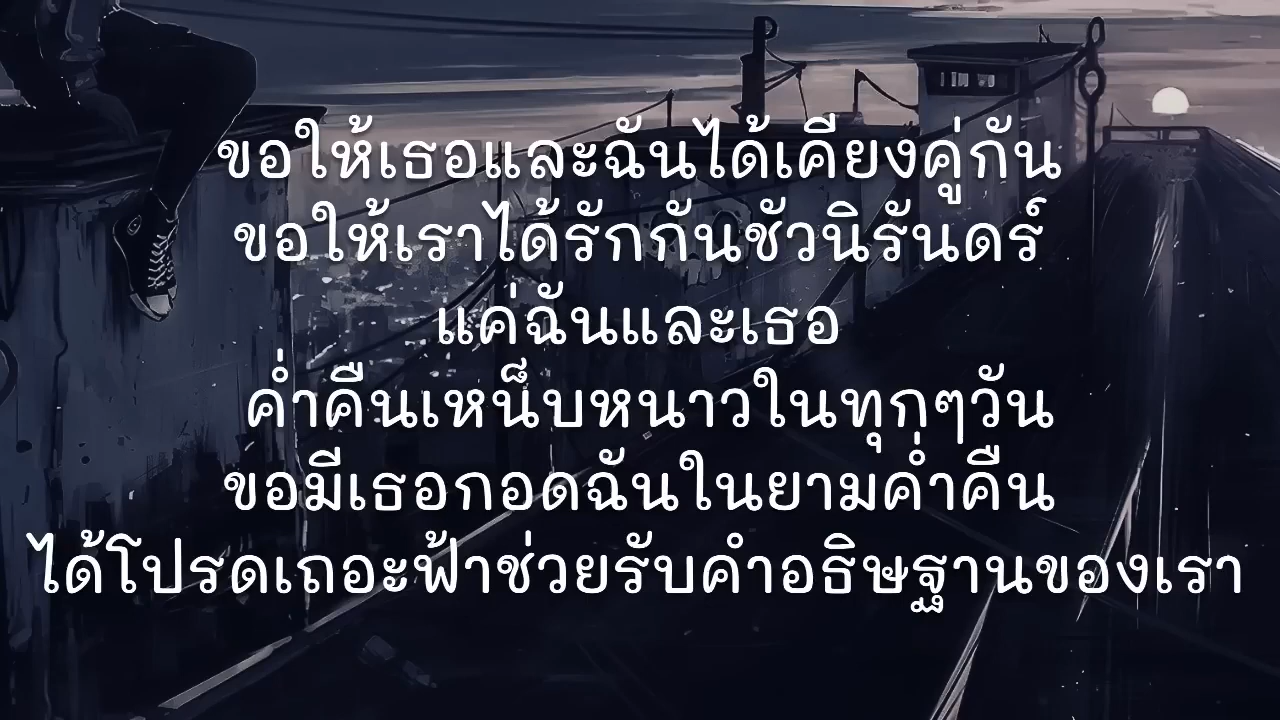 ขอให้เธอและฉันได้เคียงคู่กัน
ขอให้เราได้รักกันชัวนิรันดร์
แค่ฉันและเธอ
ค่ำคืนเหน็บหนาวในทุกๆวัน
ขอมีเธอกอดฉันในยามค่ำคืน
ได้โปรดเถอะฟ้าช่วยรับคำอธิษฐานของเรา